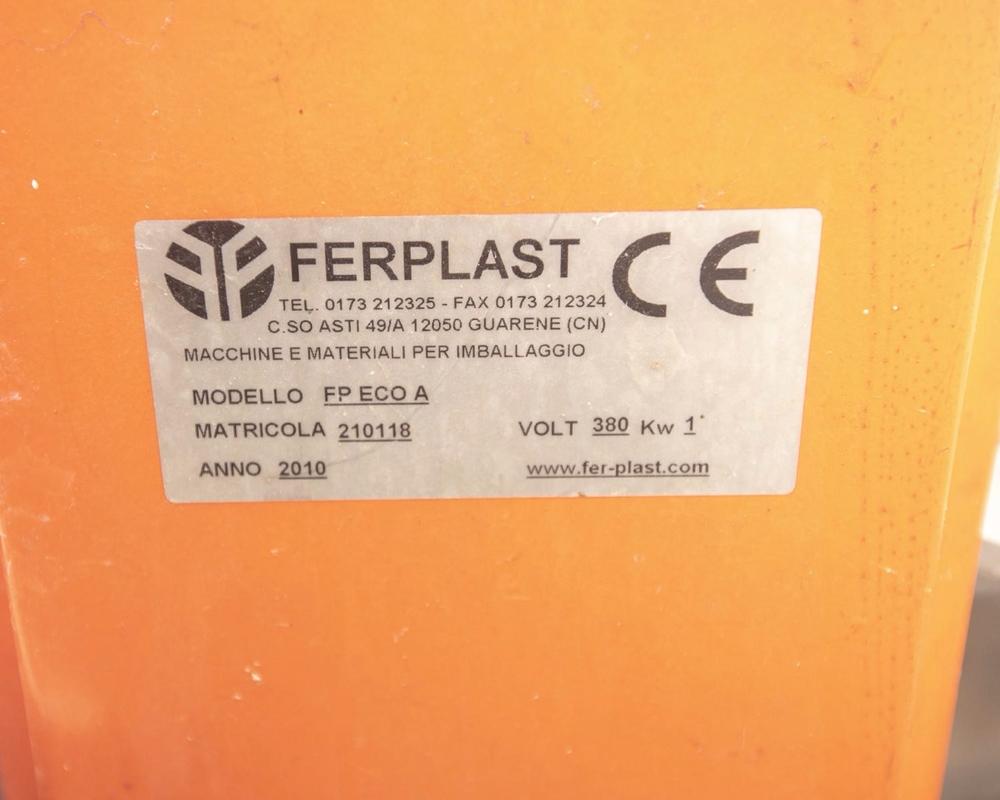 FERPLAST CE
TEL. 0173 212325 - FAX 0173 212324
C.SO ASTI 49/A 12050 GUARENE (CN)
MACCHINE E MATERIALI PER IMBALLAGGIO
MODELLO FP ECO A
MATRICOLA 210118 VOLT 380 Kw 1
ANNO 2010 www.fer-plast.com